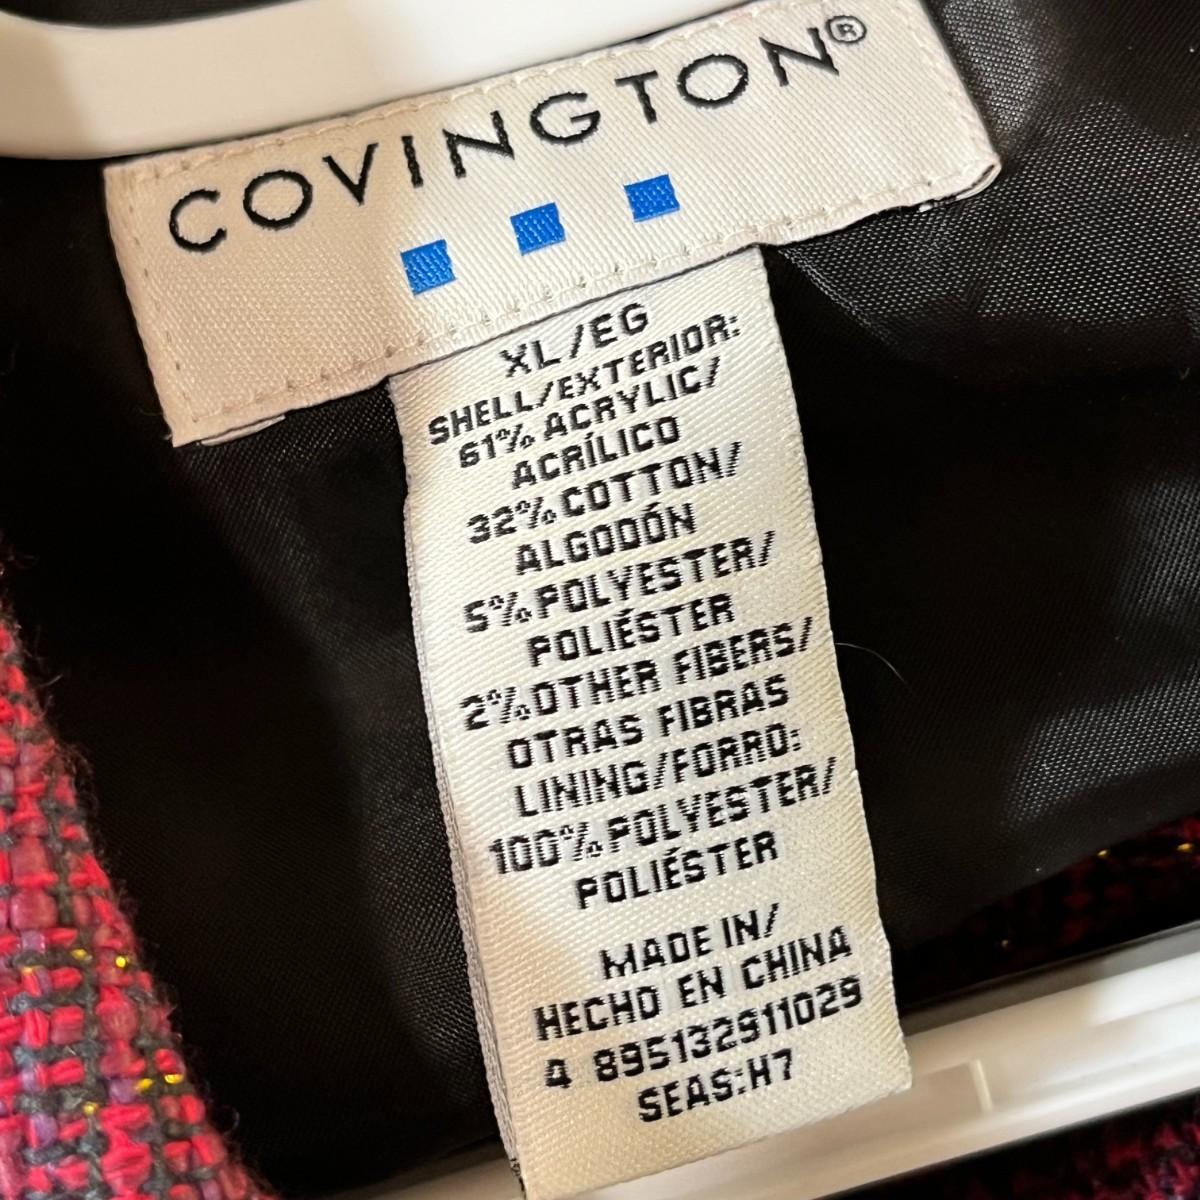 COVINGTON®
XL/EG
SHELL/EXTERIOR:
61% ACRYLIC/
ACRÍLICO
32% COTTON/
ALGODÓN
5% POLYESTER/
POLIÉSTER
2% OTHER FIBERS/
OTRAS FIBRAS
LINING/FORRO:
100% POLYESTER/
POLIÉSTER
MADE IN/
HECHO EN CHINA
4 895132911029
SEAS:H7